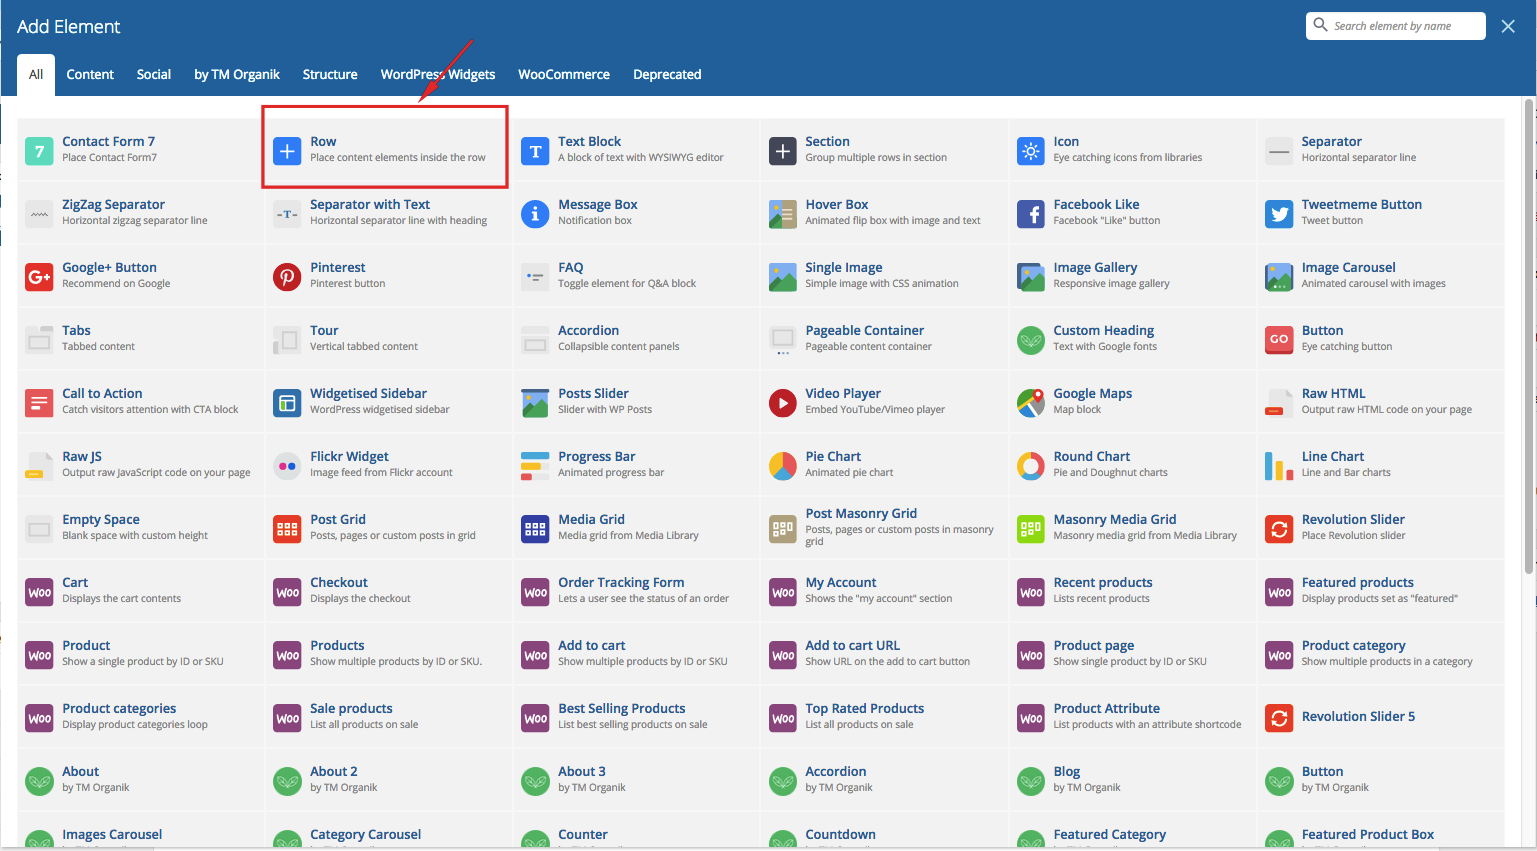 Add Element
Search element by name
All Content Social by TM Organik Structure WordPress Widgets WooCommerce Deprecated
7 Contact Form 7
Place Contact Form7
Row
Place content elements inside the row
T Text Block
A block of text with WYSIWYG editor
Section
Group multiple rows in section
Icon
Eye catching icons from libraries
Separator
Horizontal separator line
ZigZag Separator
Horizontal zigzag separator line
-T- Separator with Text
Horizontal separator line with heading
i Message Box
Notification box
Hover Box
Animated flip box with image and text
f Facebook Like
Facebook "Like" button
Tweetmeme Button
Tweet button
G+ Google+ Button
Recommend on Google
Pinterest
Pinterest button
FAQ
Toggle element for Q&A block
Single Image
Simple image with CSS animation
Image Gallery
Responsive image gallery
Image Carousel
Animated carousel with images
Tabs
Tabbed content
Tour
Vertical tabbed content
Accordion
Collapsible content panels
Pageable Container
Pageable content container
Custom Heading
Text with Google fonts
GO Button
Eye catching button
Call to Action
Catch visitors attention with CTA block
Widgetised Sidebar
WordPress widgetised sidebar
Posts Slider
Slider with WP Posts
Video Player
Embed YouTube/Vimeo player
Google Maps
Map block
Raw HTML
Output raw HTML code on your page
Raw JS
Output raw JavaScript code on your page
Flickr Widget
Image feed from Flickr account
Progress Bar
Animated progress bar
Pie Chart
Animated pie chart
Round Chart
Pie and Doughnut charts
Line Chart
Line and Bar charts
Empty Space
Blank space with custom height
Post Grid
Posts, pages or custom posts in grid
Media Grid
Media grid from Media Library
Post Masonry Grid
Posts, pages or custom posts in masonry
grid
Masonry Media Grid
Masonry media grid from Media Library
Revolution Slider
Place Revolution slider
Woo Cart
Displays the cart contents
Woo Checkout
Displays the checkout
Woo Order Tracking Form
Lets a user see the status of an order
Woo My Account
Shows the "my account" section
Woo Recent products
Lists recent products
Woo Featured products
Display products set as "featured"
Woo Product
Show a single product by ID or SKU
Woo Products
Show multiple products by ID or SKU.
Woo Add to cart
Show multiple products by ID or SKU
Woo Add to cart URL
Show URL on the add to cart button
Woo Product page
Show single product by ID or SKU
Woo Product category
Show multiple products in a category
Woo Product categories
Display product categories loop
Woo Sale products
List all products on sale
Woo Best Selling Products
List best selling products on sale
Woo Top Rated Products
List all products on sale
Woo Product Attribute
List products with an attribute shortcode
Revolution Slider 5
About
by TM Organik
About 2
by TM Organik
About 3
by TM Organik
Accordion
by TM Organik
Blog
by TM Organik
Button
by TM Organik
Images Carousel
Category Carousel
Counter
Countdown
Featured Category
Featured Product Box